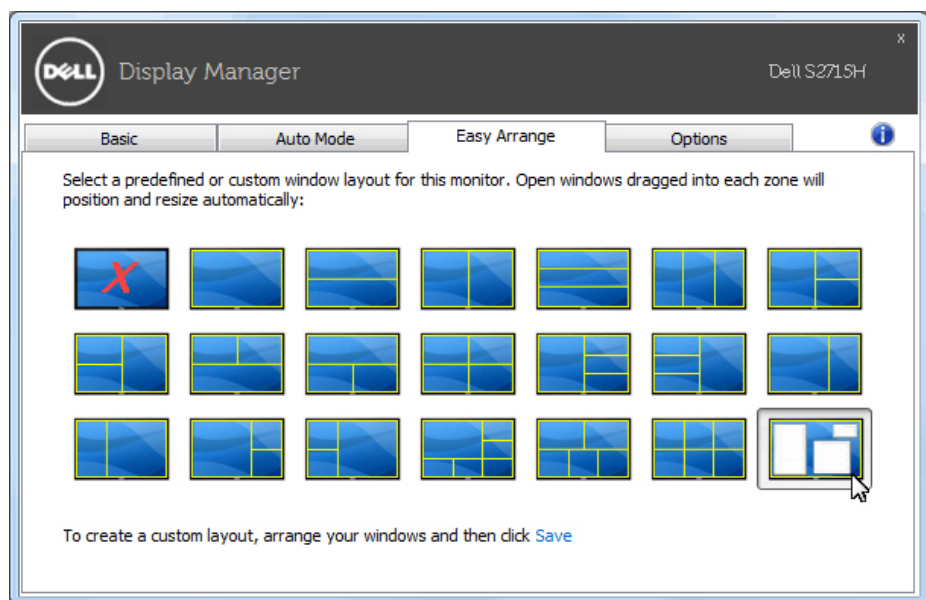 X
DELL Display Manager
Dell S2715H
Basic
Auto Mode
Easy Arrange
Options
i
Select a predefined or custom window layout for this monitor. Open windows dragged into each zone will
position and resize automatically:
X
To create a custom layout, arrange your windows and then click Save